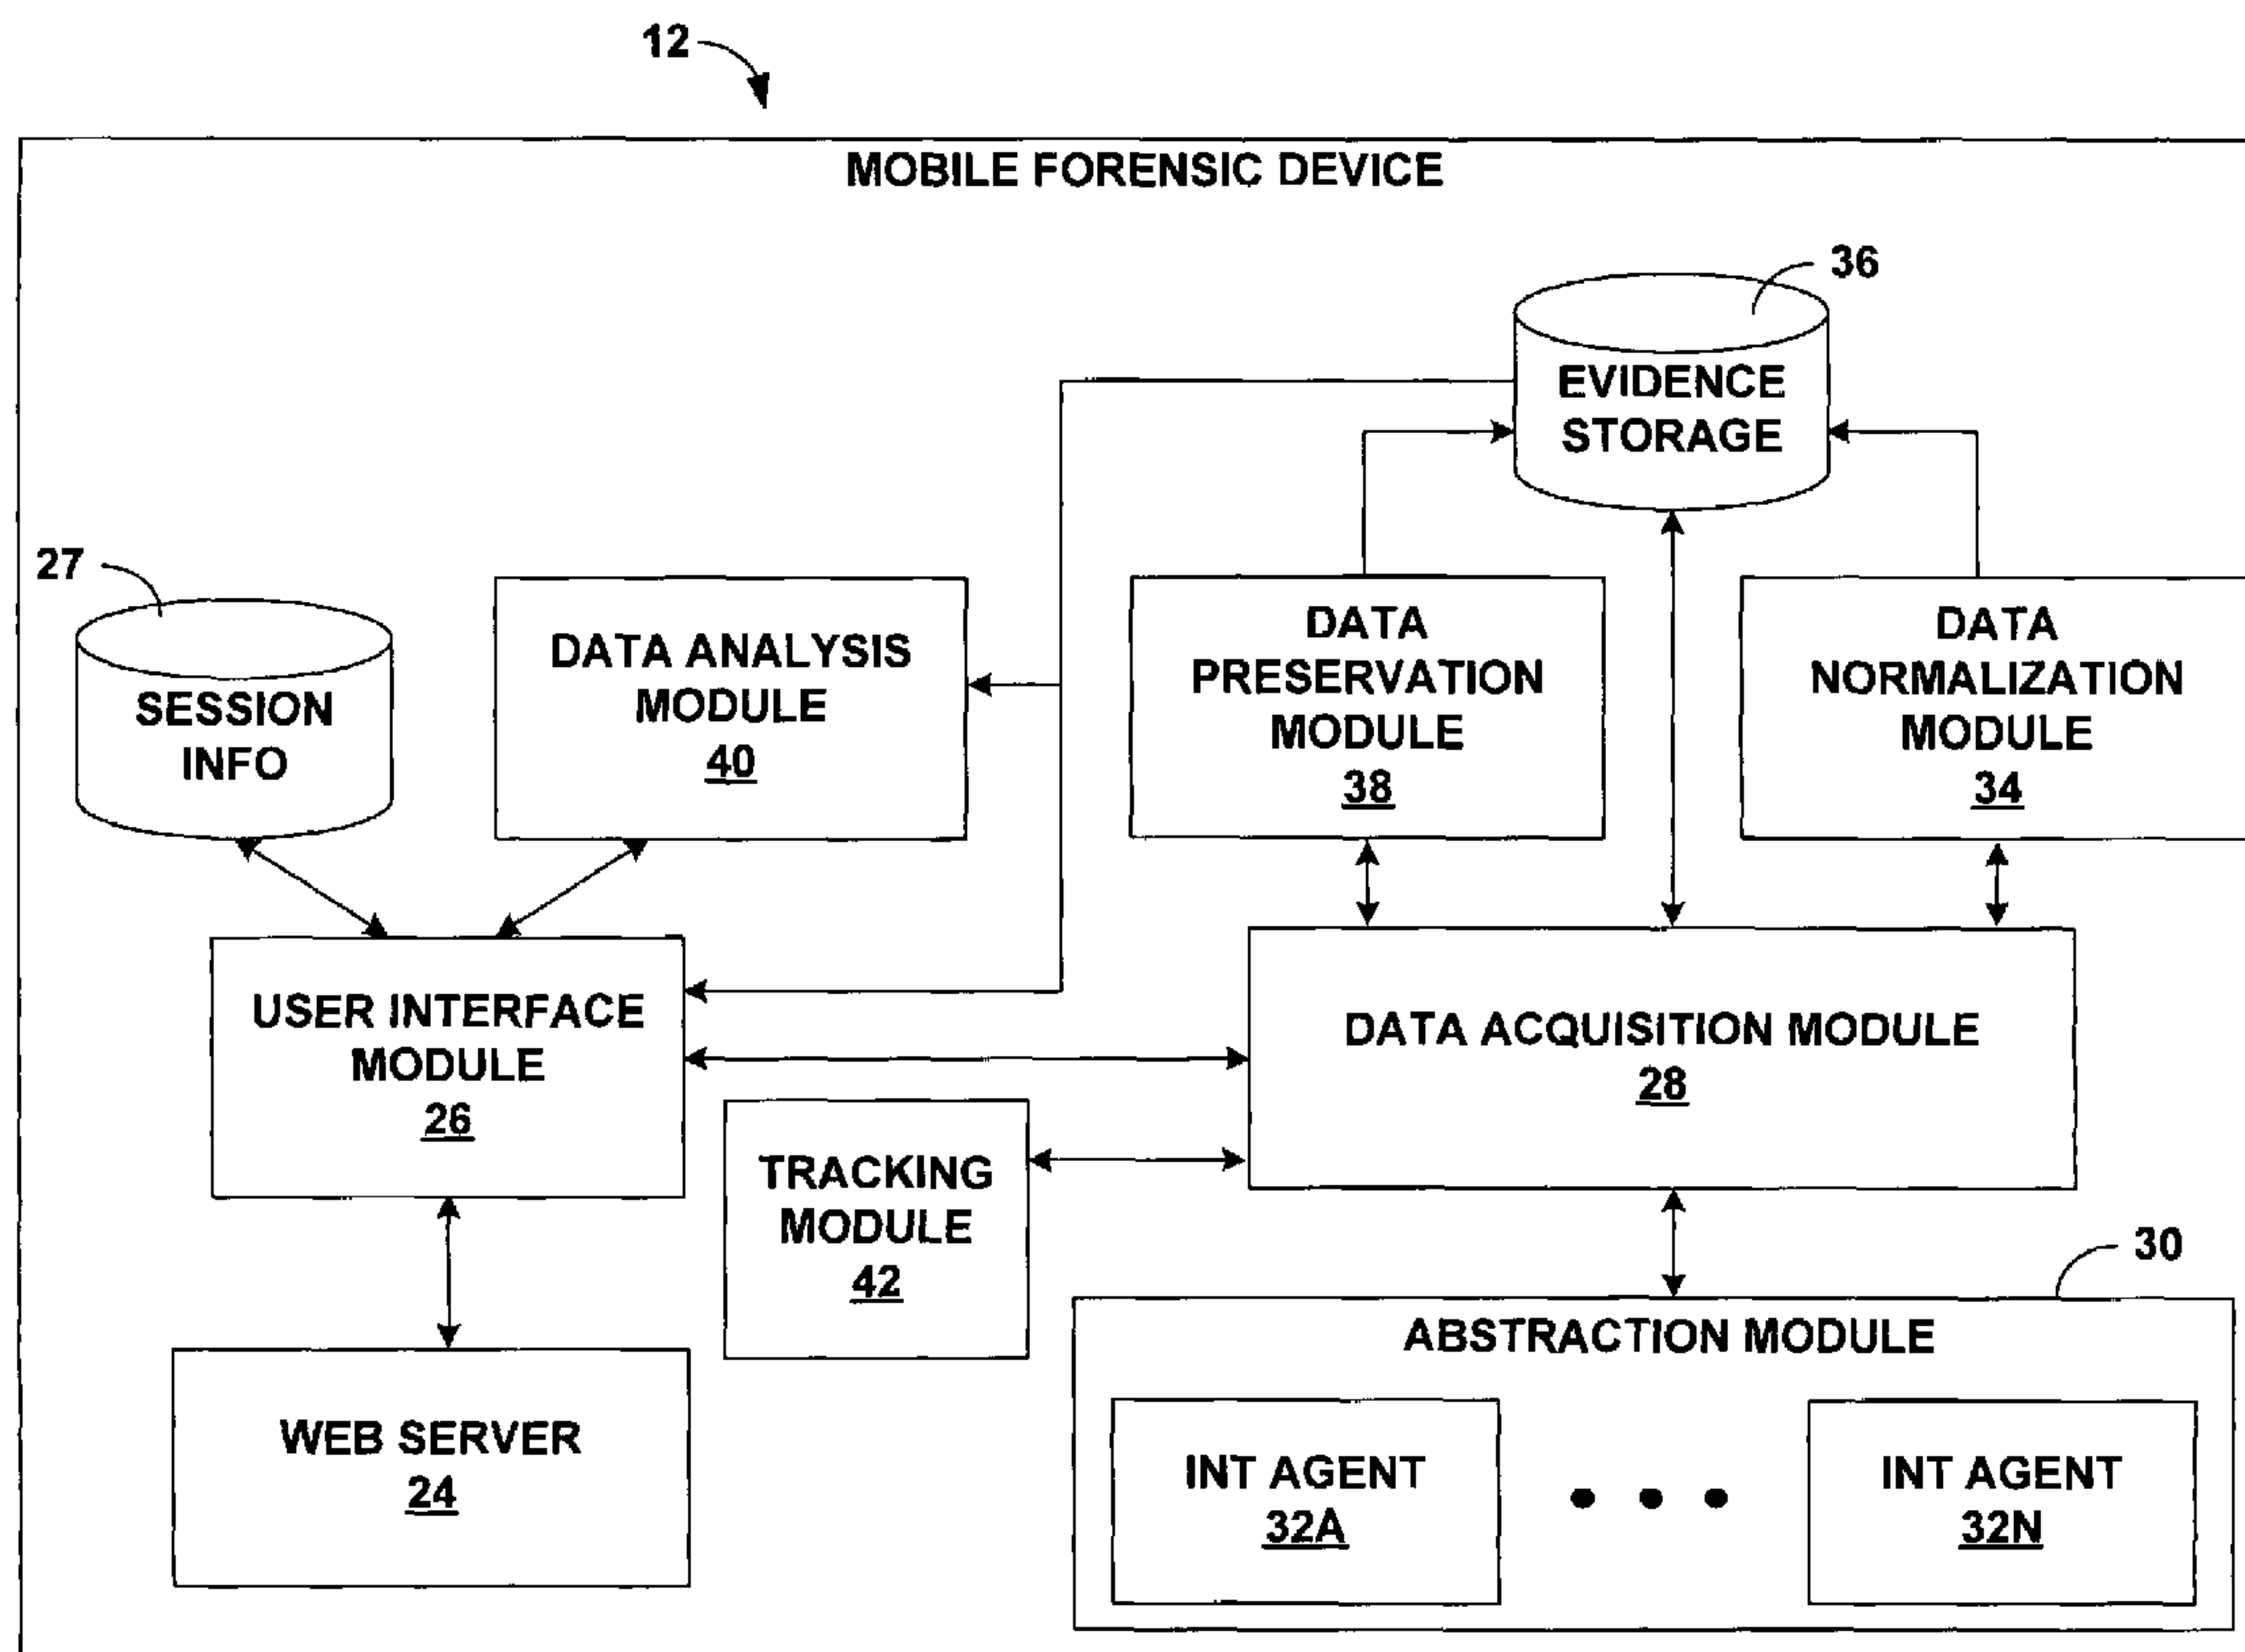 12
MOBILE FORENSIC DEVICE
36
EVIDENCE
STORAGE
27
SESSION
INFO
DATA ANALYSIS
MODULE
40
DATA
PRESERVATION
MODULE
38
DATA
NORMALIZATION
MODULE
34
USER INTERFACE
MODULE
26
DATA ACQUISITION MODULE
28
TRACKING
MODULE
42
30
WEB SERVER
24
ABSTRACTION MODULE
INT AGENT
32A
INT AGENT
32N